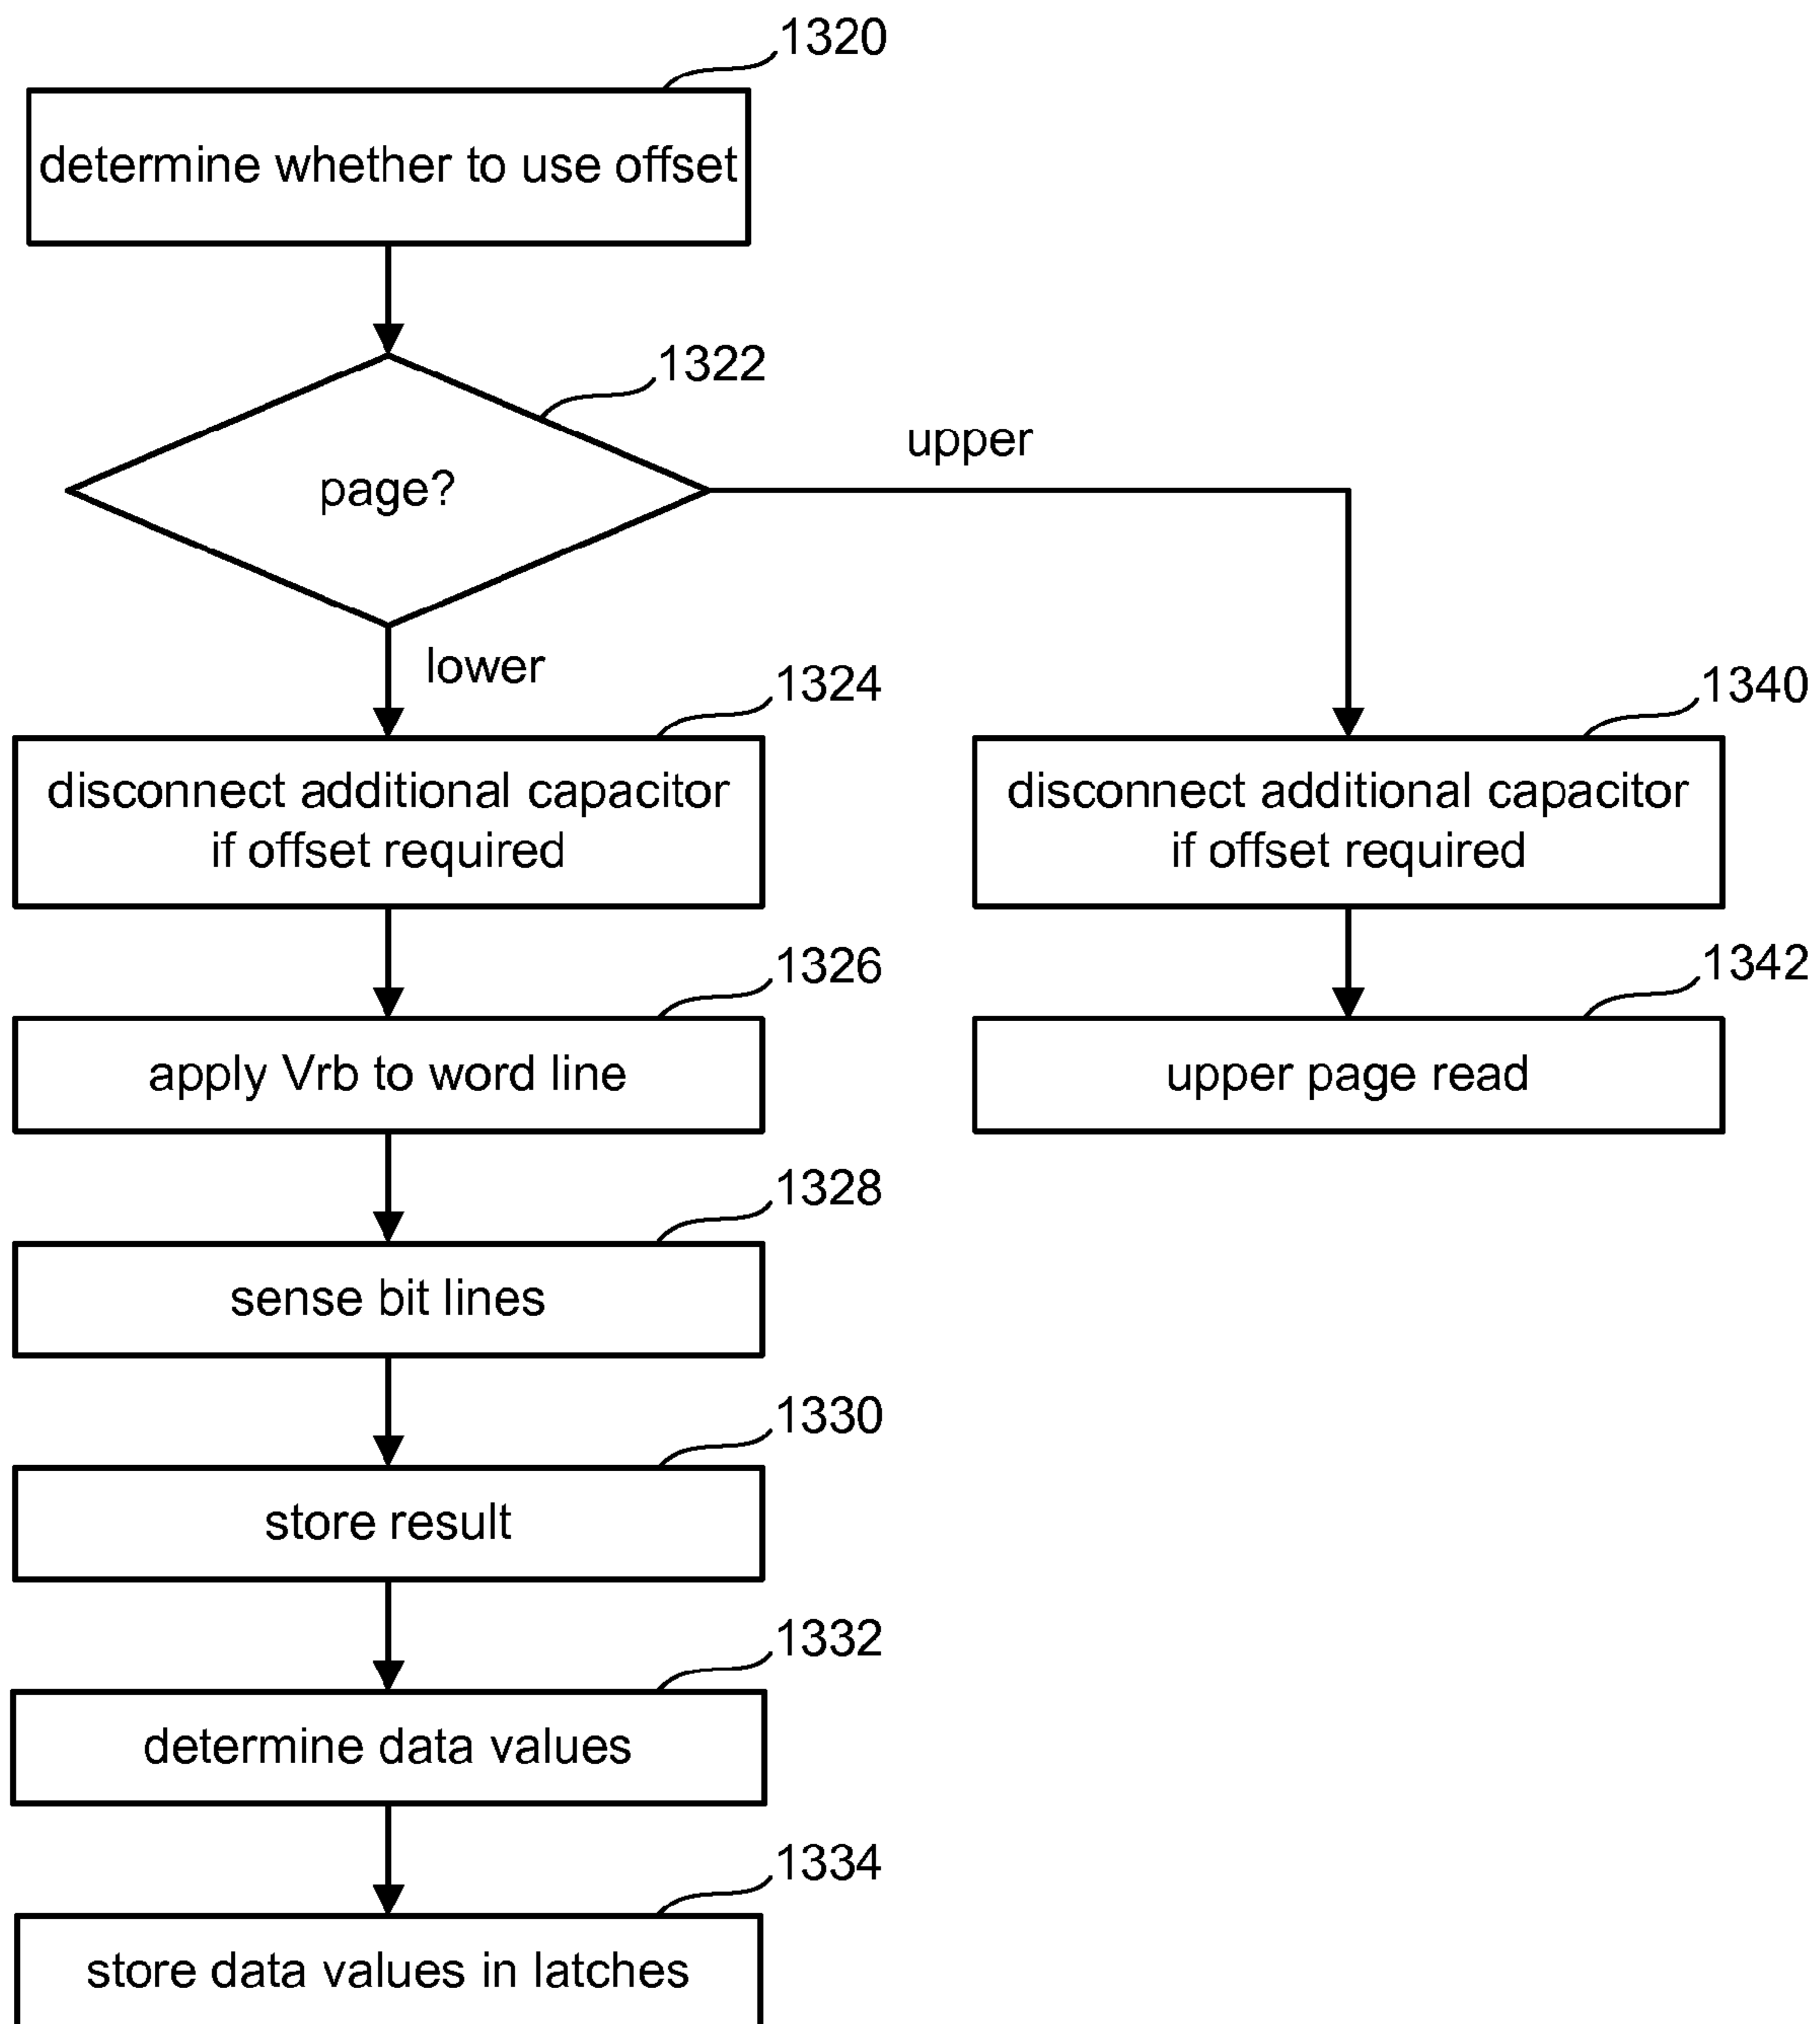 1320
determine whether to use offset
1322
page?
upper
lower
1324
disconnect additional capacitor
if offset required
1340
disconnect additional capacitor
if offset required
1326
apply Vrb to word line
1342
upper page read
1328
sense bit lines
1330
store result
1332
determine data values
1334
store data values in latches